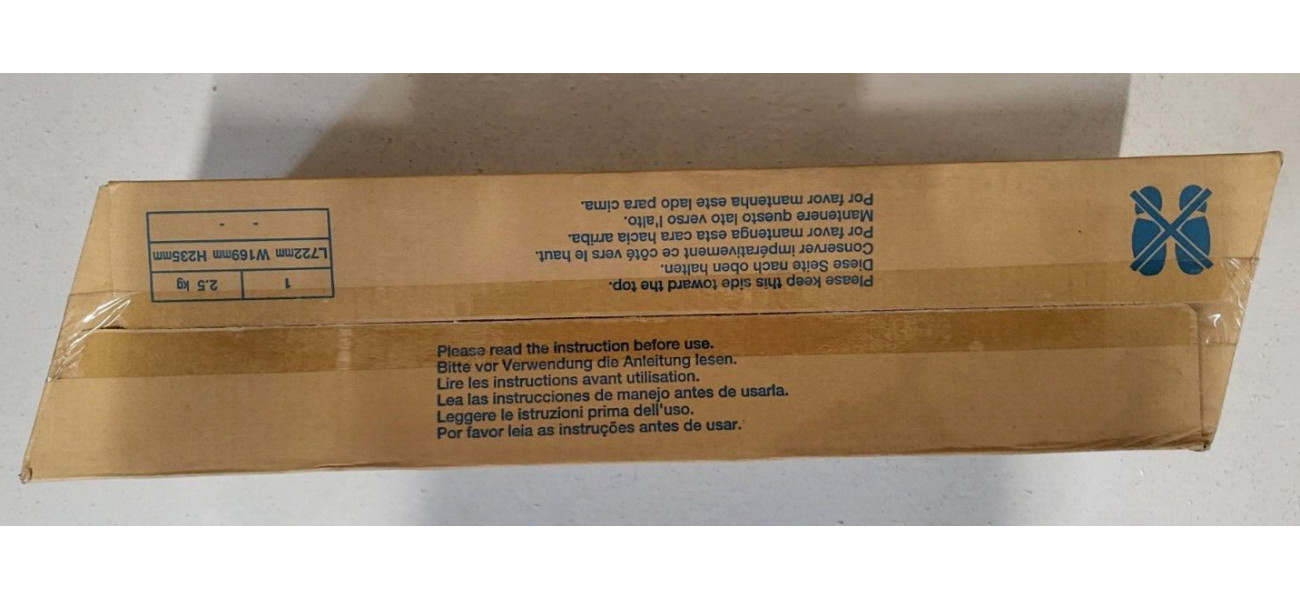 Please keep this side toward the top.
Diese Seite nach oben halten.
Conserver impérativement ce côté vers le haut.
Por favor mantenga esta cara hacia arriba.
Mantenere questo lato verso l'alto.
Por favor mantenha este lado para cima.
1 2.5 kg
L722mm W169mm H235mm
- -
Please read the instruction before use.
Bitte vor Verwendung die Anleitung lesen.
Lire les instructions avant utilisation.
Lea las instrucciones de manejo antes de usarla.
Leggere le istruzioni prima dell'uso.
Por favor leia as instruções antes de usar.